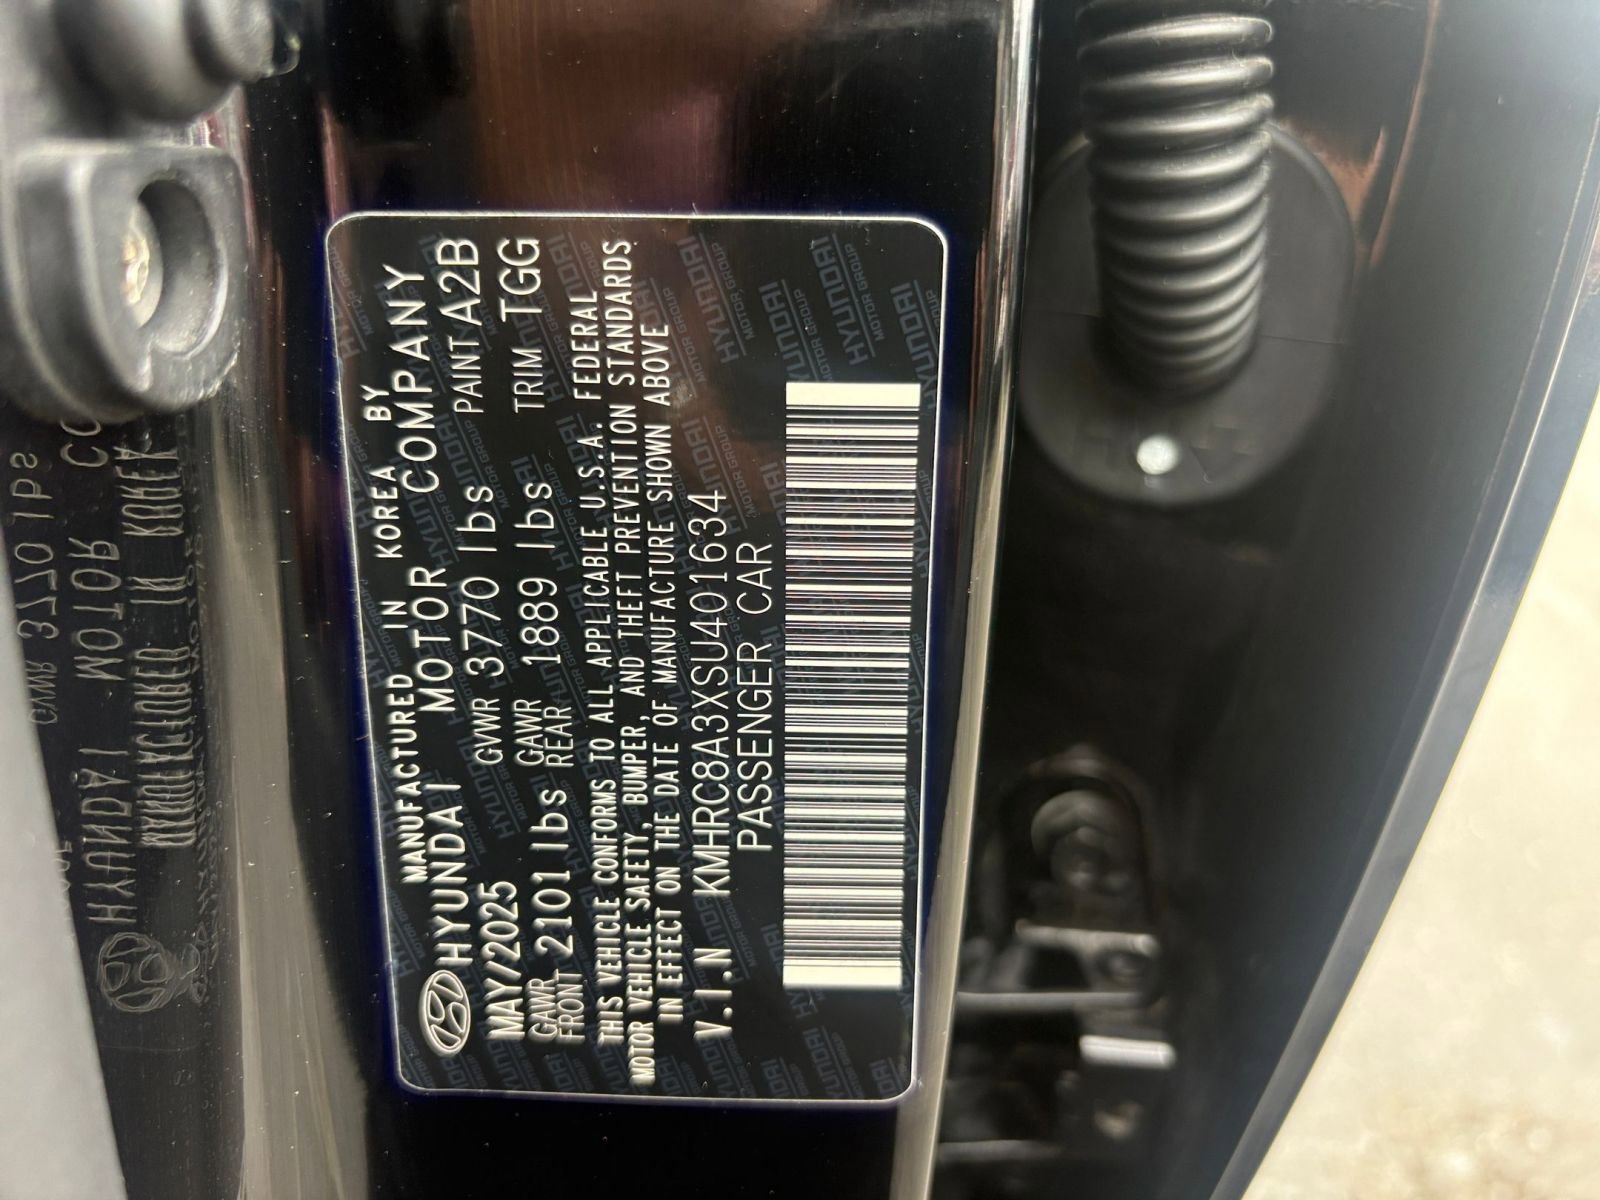 MANUFACTURED IN KOREA BY
HYUNDAI MOTOR COMPANY
MAY/2025 GVWR 3770 lbs PAINT A2B
GAWR FRONT 2101 lbs GAWR REAR 1889 lbs TRIM TGG
THIS VEHICLE CONFORMS TO ALL APPLICABLE U.S.A. FEDERAL
MOTOR VEHICLE SAFETY, BUMPER, AND THEFT PREVENTION STANDARDS
IN EFFECT ON THE DATE OF MANUFACTURE SHOWN ABOVE
V.I.N KMHRC8A3XSU401634
PASSENGER CAR